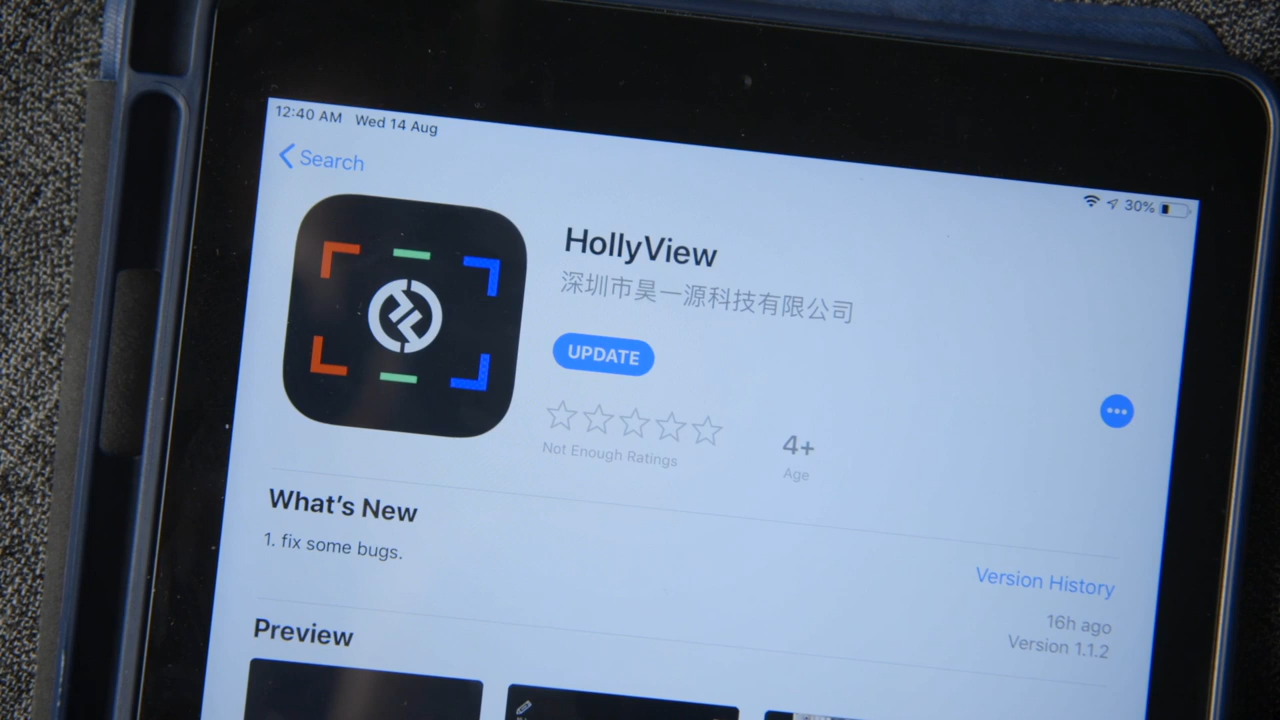 12:40 AM Wed 14 Aug
30%
Search
HollyView
深圳市昊一源科技有限公司
UPDATE
Not Enough Ratings
4+
Age
What's New
1. fix some bugs.
Version History
16h ago
Version 1.1.2
Preview